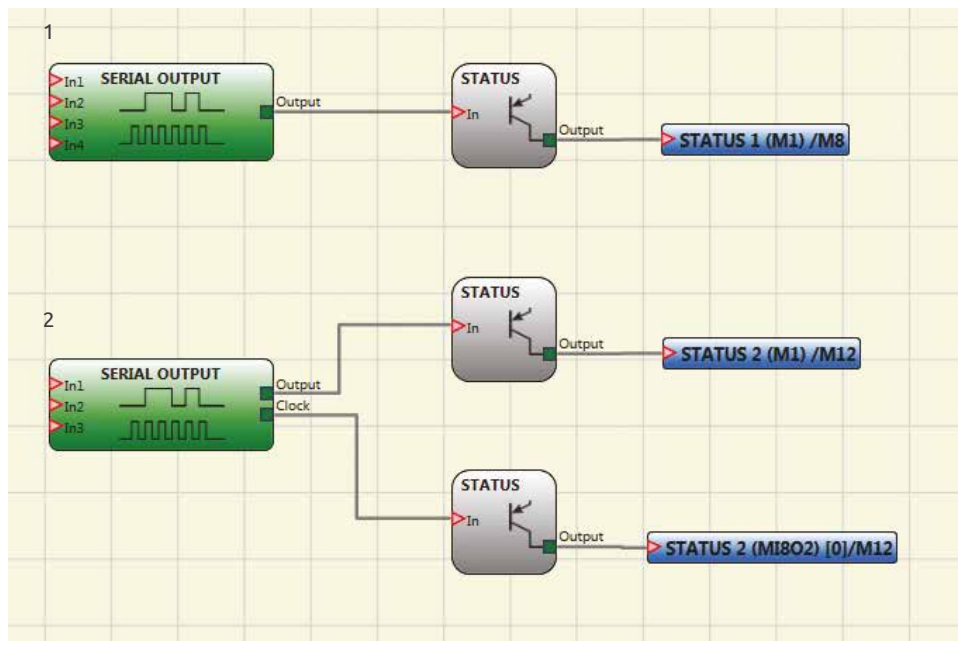 1
SERIAL OUTPUT
In1
In2
In3
In4
Output
STATUS
In
Output
STATUS 1 (M1) /M8
2
SERIAL OUTPUT
In1
In2
In3
Output
Clock
STATUS
In
Output
STATUS 2 (M1) /M12
STATUS
In
Output
STATUS 2 (MI8O2) [0]/M12